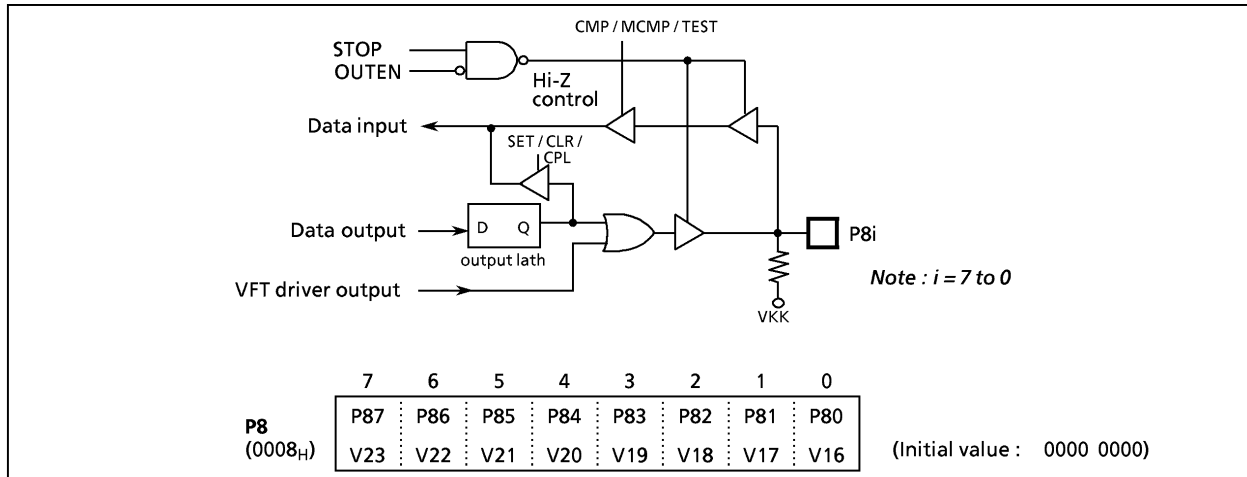 CMP / MCMP / TEST
STOP
OUTEN
Hi-Z
control
Data input
SET / CLR /
CPL
Data output
D Q
P8i
output lath
Note : i = 7 to 0
VFT driver output
VKK
7 6 5 4 3 2 1 0
P8 P87 P86 P85 P84 P83 P82 P81 P80
(0008H) V23 V22 V21 V20 V19 V18 V17 V16 (Initial value : 0000 0000)